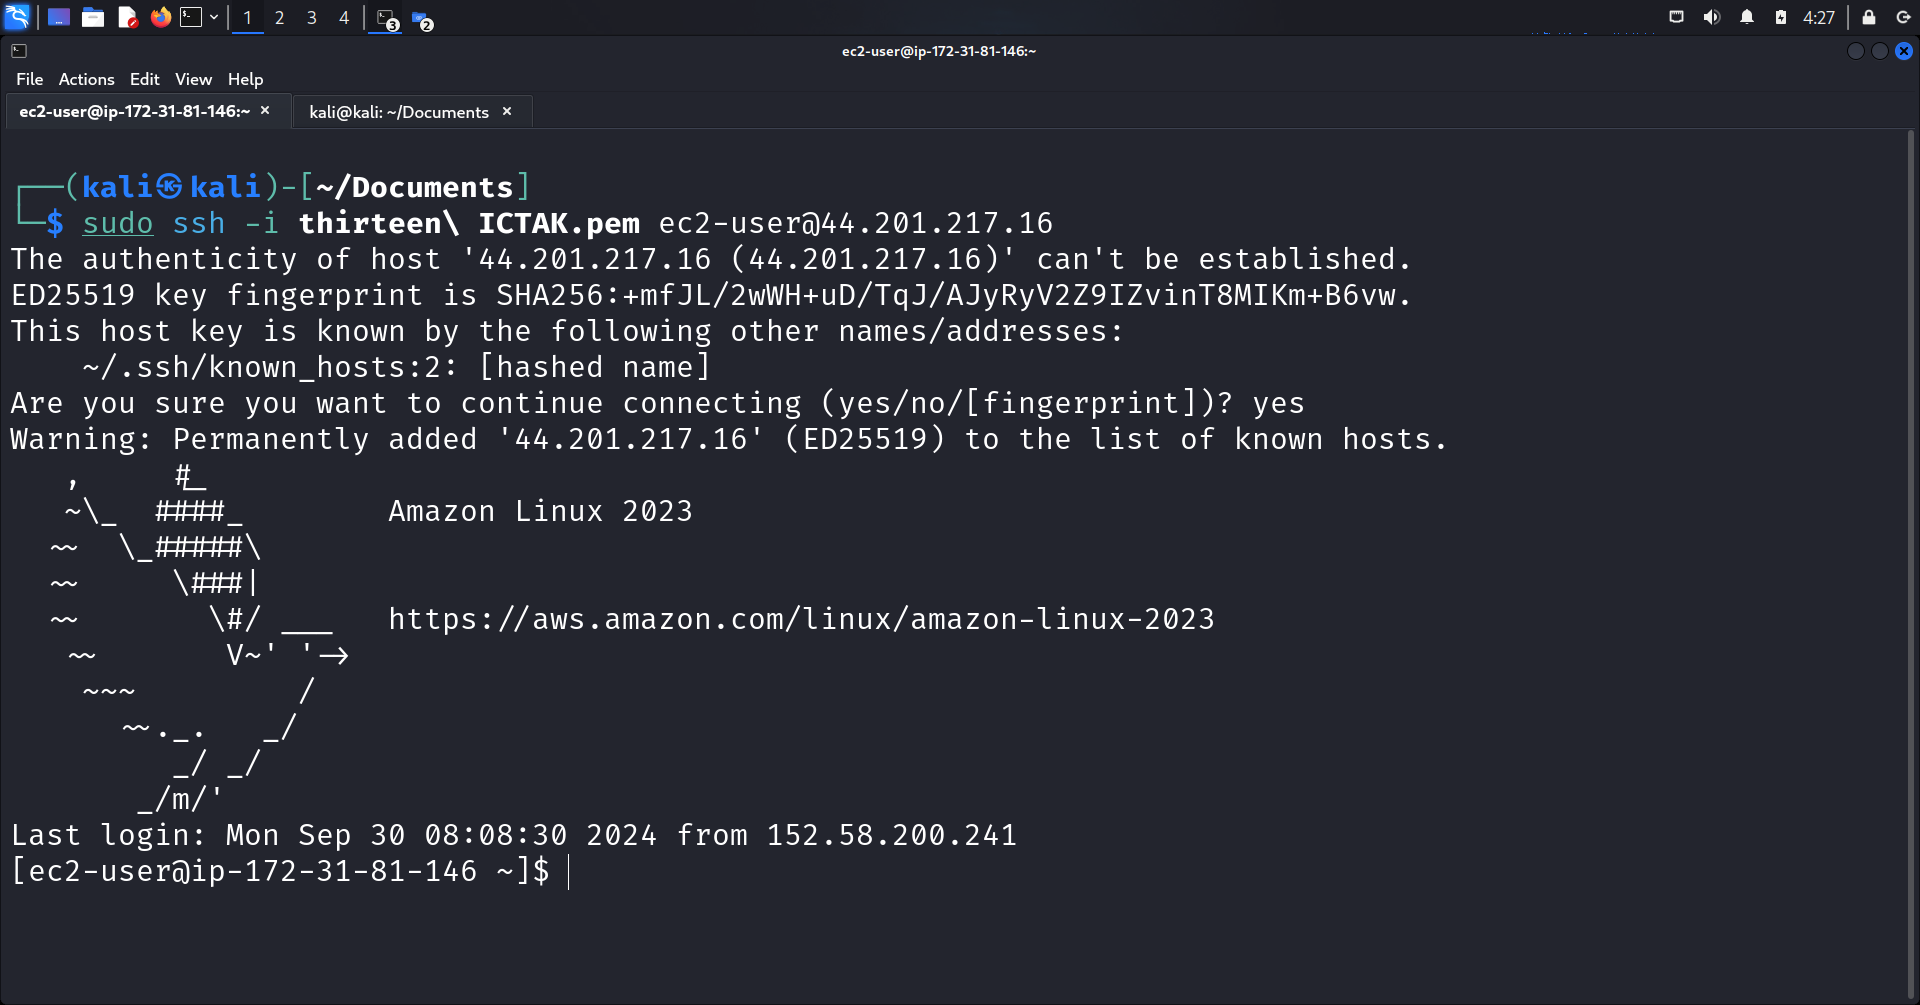 1 2 3 4 3 2 4:27
ec2-user@ip-172-31-81-146:~
File Actions Edit View Help
ec2-user@ip-172-31-81-146:~ × kali@kali: ~/Documents ×
┌──(kali㉿kali)-[~/Documents]
└─$ sudo ssh -i thirteen\ ICTAK.pem ec2-user@44.201.217.16
The authenticity of host '44.201.217.16 (44.201.217.16)' can't be established.
ED25519 key fingerprint is SHA256:+mfJL/2wWH+uD/TqJ/AJyRyV2Z9IZvinT8MIKm+B6vw.
This host key is known by the following other names/addresses:
    ~/.ssh/known_hosts:2: [hashed name]
Are you sure you want to continue connecting (yes/no/[fingerprint])? yes
Warning: Permanently added '44.201.217.16' (ED25519) to the list of known hosts.
   ,     #_
   ~\_  ####_        Amazon Linux 2023
  ~~  \_#####\
  ~~     \###|
  ~~       \#/ ___   https://aws.amazon.com/linux/amazon-linux-2023
   ~~       V~' '->
    ~~~         /
      ~~._.   _/
         _/ _/
       _/m/'
Last login: Mon Sep 30 08:08:30 2024 from 152.58.200.241
[ec2-user@ip-172-31-81-146 ~]$